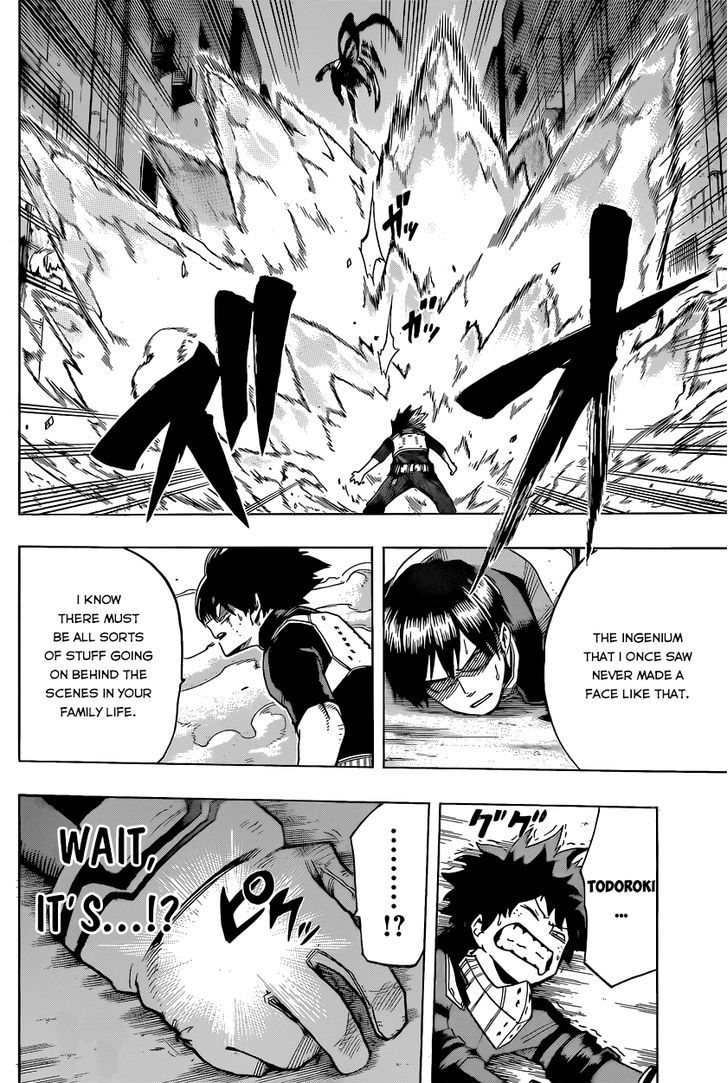 ガッ
ガガ
ズオ
THE INGENIUM
THAT I ONCE SAW
NEVER MADE A
FACE LIKE THAT.
I KNOW
THERE MUST
BE ALL SORTS
OF STUFF GOING
ON BEHIND THE
SCENES IN YOUR
FAMILY LIFE.
ググ
TODOROKI
...
.........
!?
WAIT,
IT'S...!?
ピクッ